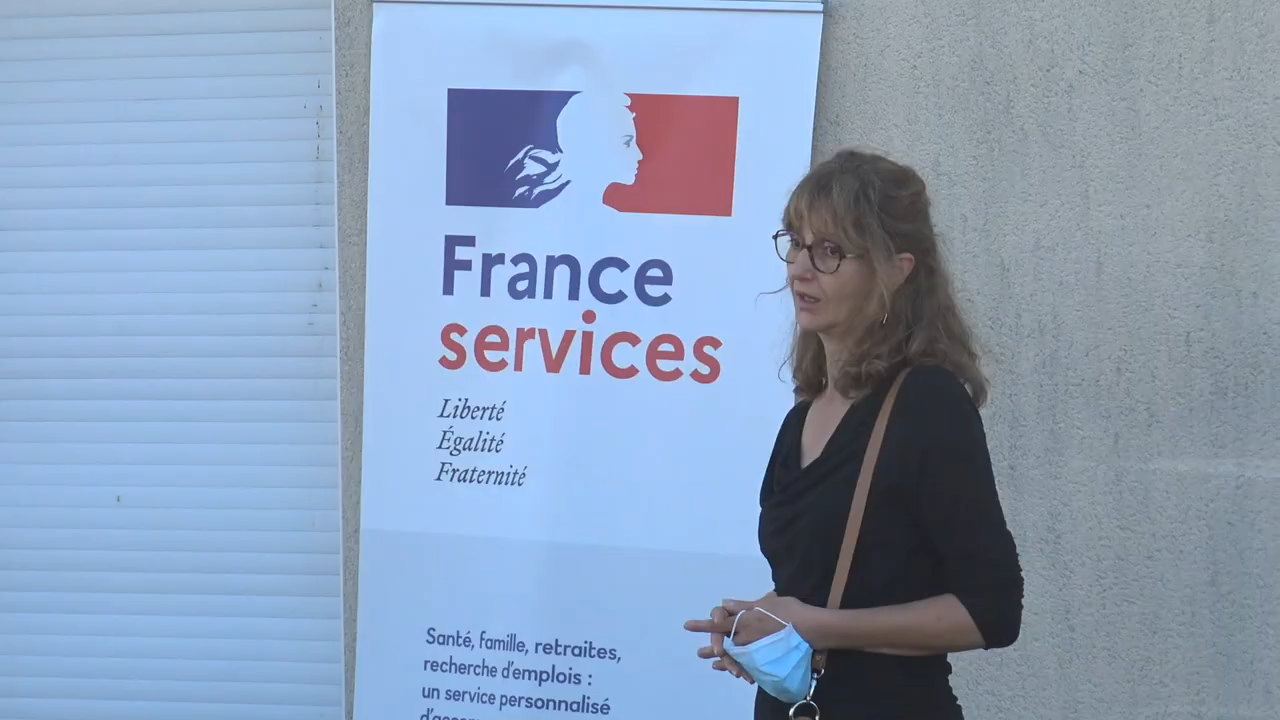 France
services
Liberté
Égalité
Fraternité
Santé, famille, retraites,
recherche d'emplois :
un service personnalisé